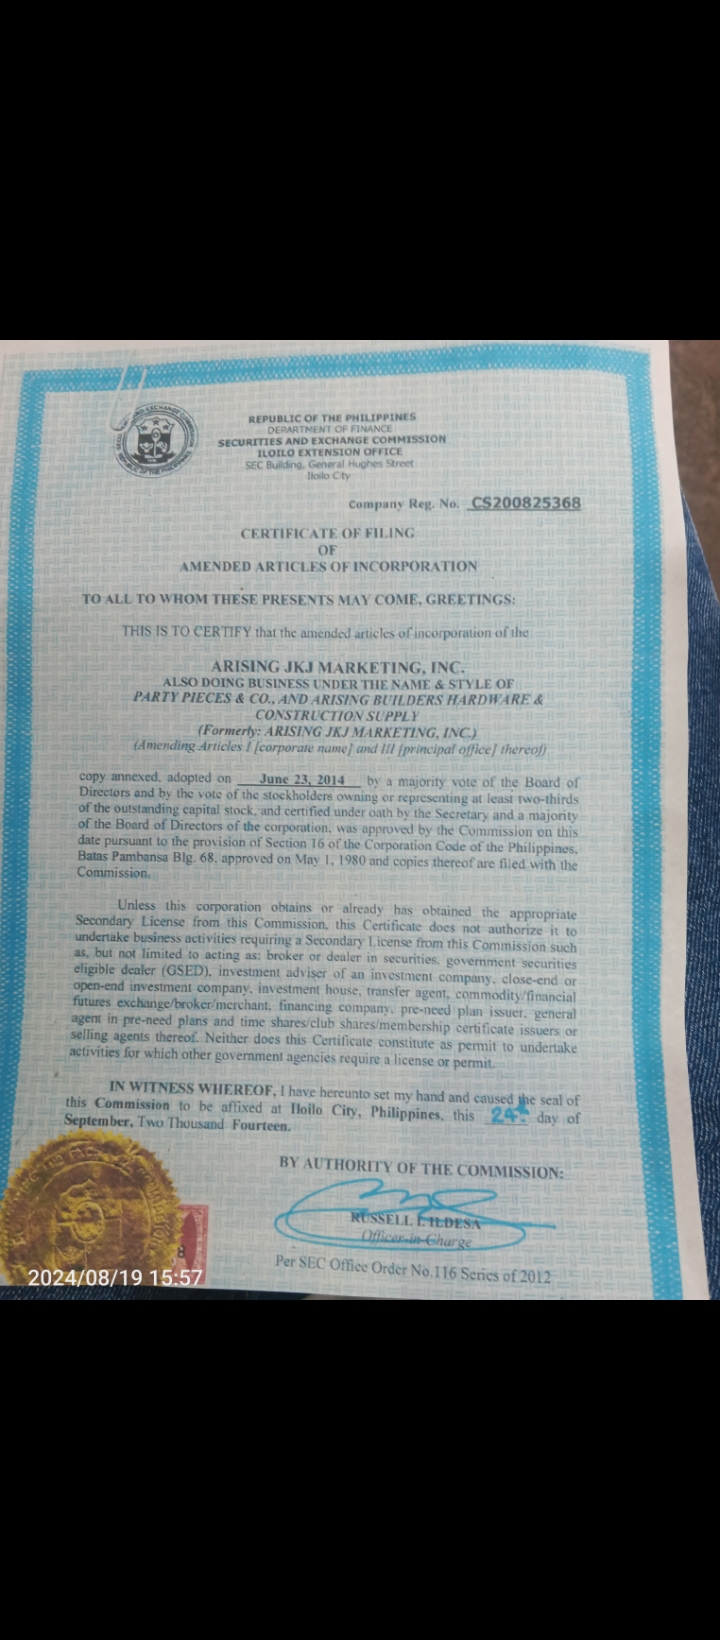 REPUBLIC OF THE PHILIPPINES
DEPARTMENT OF FINANCE
SECURITIES AND EXCHANGE COMMISSION
ILOILO EXTENSION OFFICE
SEC Building, General Hughes Street
Iloilo City
Company Reg. No. CS200825368
CERTIFICATE OF FILING
OF
AMENDED ARTICLES OF INCORPORATION
TO ALL TO WHOM THESE PRESENTS MAY COME, GREETINGS:
THIS IS TO CERTIFY that the amended articles of incorporation of the
ARISING JKJ MARKETING, INC.
ALSO DOING BUSINESS UNDER THE NAME & STYLE OF
PARTY PIECES & CO., AND ARISING BUILDERS HARDWARE &
CONSTRUCTION SUPPLY
(Formerly: ARISING JKJ MARKETING, INC.)
(Amending Articles I [corporate name] and III [principal office] thereof)
copy annexed, adopted on June 23, 2014 by a majority vote of the Board of
Directors and by the vote of the stockholders owning or representing at least two-thirds
of the outstanding capital stock, and certified under oath by the Secretary and a majority
of the Board of Directors of the corporation, was approved by the Commission on this
date pursuant to the provision of Section 16 of the Corporation Code of the Philippines,
Batas Pambansa Blg. 68, approved on May 1, 1980 and copies thereof are filed with the
Commission.
Unless this corporation obtains or already has obtained the appropriate
Secondary License from this Commission, this Certificate does not authorize it to
undertake business activities requiring a Secondary License from this Commission such
as, but not limited to acting as: broker or dealer in securities, government securities
eligible dealer (GSED), investment adviser of an investment company, close-end or
open-end investment company, investment house, transfer agent, commodity/financial
futures exchange/broker/merchant, financing company, pre-need plan issuer, general
agent in pre-need plans and time shares/club shares/membership certificate issuers or
selling agents thereof. Neither does this Certificate constitute as permit to undertake
activities for which other government agencies require a license or permit.
IN WITNESS WHEREOF, I have hereunto set my hand and caused the seal of
this Commission to be affixed at Iloilo City, Philippines, this 24th day of
September, Two Thousand Fourteen.
BY AUTHORITY OF THE COMMISSION:
RUSSELL I. ILDESA
Officer-in-Charge
Per SEC Office Order No.116 Series of 2012
2024/08/19 15:57